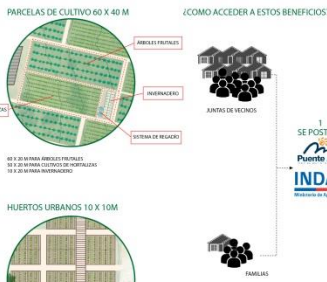 PARCELAS DE CULTIVO 60 X 40 M
ÁRBOLES FRUTALES
INVERNADERO
SISTEMA DE REGADÍO
60 X 20 M PARA ÁRBOLES FRUTALES
50 X 20 M PARA CULTIVOS DE HORTALIZAS
10 X 20 M PARA INVERNADERO
HUERTOS URBANOS 10 X 10M
¿COMO ACCEDER A ESTOS BENEFICIOS
JUNTAS DE VECINOS
1
SE POST
Puente
INDA
FAMILIAS